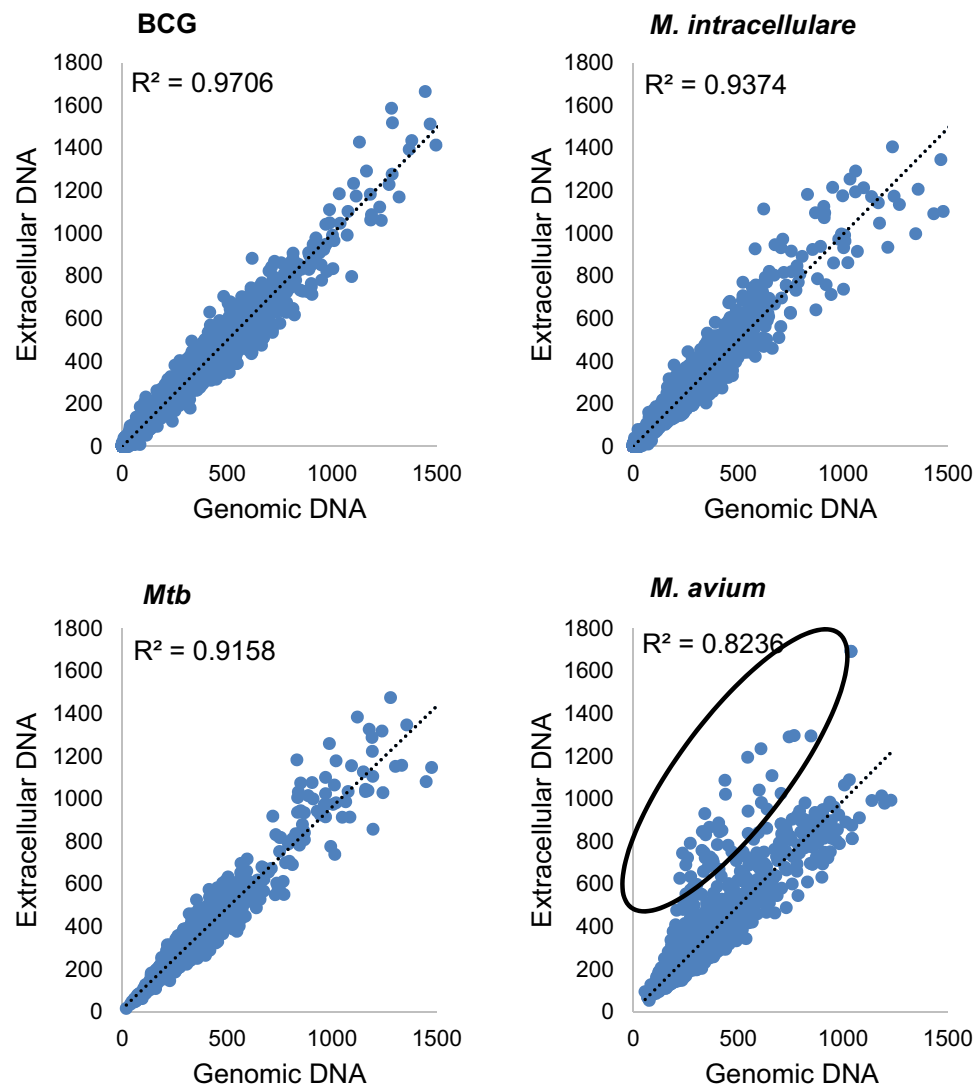 BCG
R² = 0.9706
Extracellular DNA
1800
1600
1400
1200
1000
800
600
400
200
0
0 500 1000 1500
Genomic DNA
M. intracellulare
R² = 0.9374
Extracellular DNA
1800
1600
1400
1200
1000
800
600
400
200
0
0 500 1000 1500
Genomic DNA
Mtb
R² = 0.9158
Extracellular DNA
1800
1600
1400
1200
1000
800
600
400
200
0
0 500 1000 1500
Genomic DNA
M. avium
R² = 0.8236
Extracellular DNA
1800
1600
1400
1200
1000
800
600
400
200
0
0 500 1000 1500
Genomic DNA